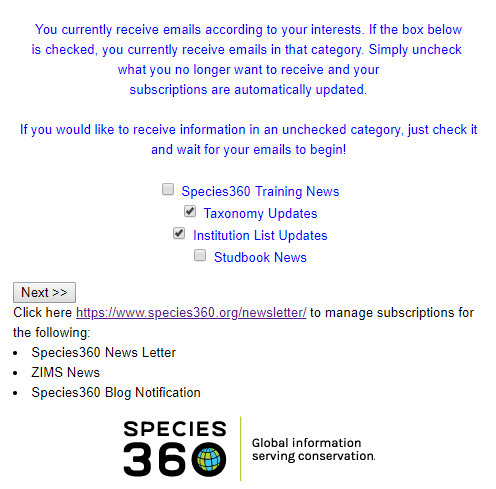 You currently receive emails according to your interests. If the box below
is checked, you currently receive emails in that category. Simply uncheck
what you no longer want to receive and your
subscriptions are automatically updated.
If you would like to receive information in an unchecked category, just check it
and wait for your emails to begin!
Species360 Training News
Taxonomy Updates
Institution List Updates
Studbook News
Next >>
Click here https://www.species360.org/newsletter/ to manage subscriptions for
the following:
• Species360 News Letter
• ZIMS News
• Species360 Blog Notification
SPECIES
360
Global information
serving conservation.